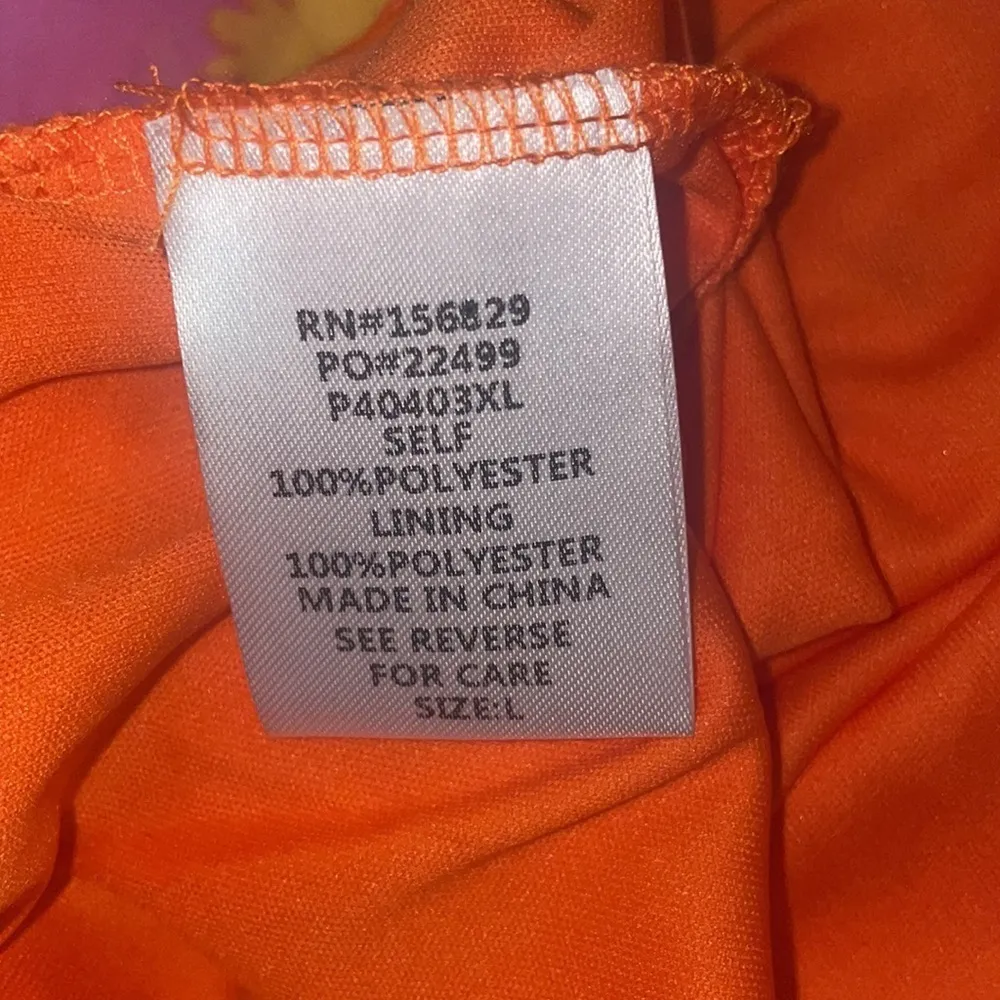 RN#156829
PO#22499
P40403XL
SELF
100%POLYESTER
LINING
100%POLYESTER
MADE IN CHINA
SEE REVERSE
FOR CARE
SIZE:L